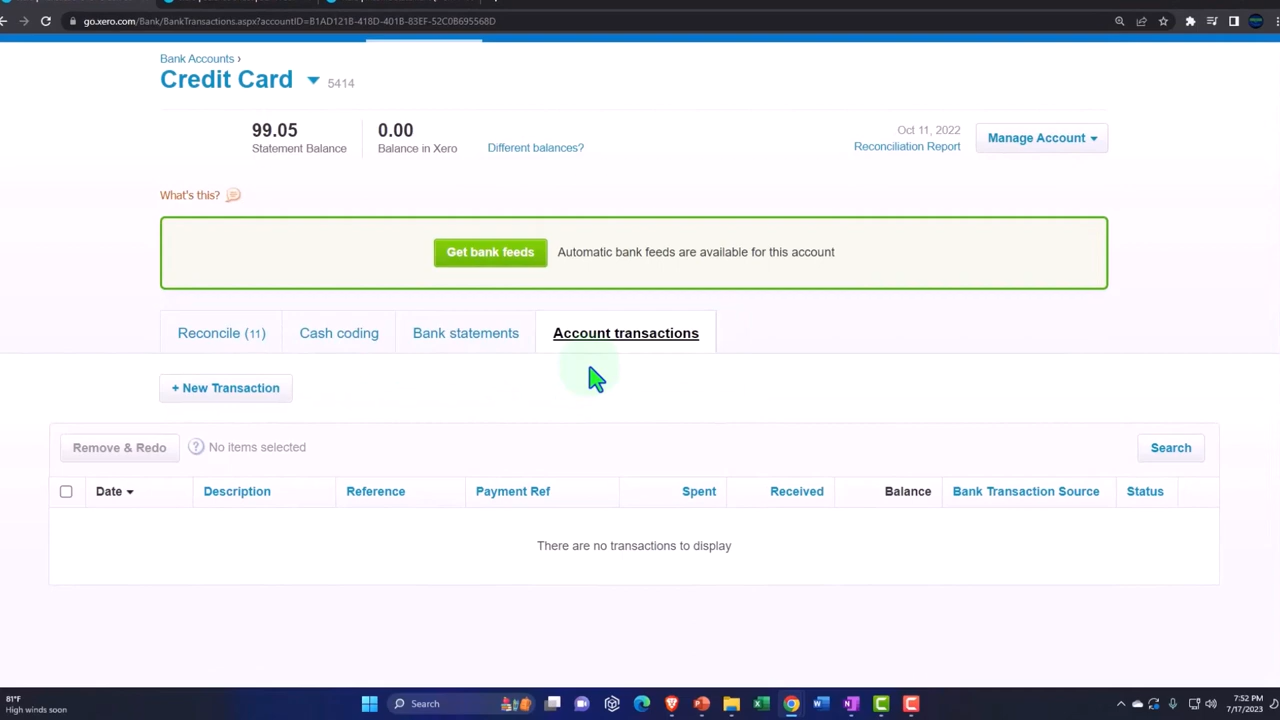 go.xero.com/Bank/BankTransactions.aspx?accountID=B1AD121B-418D-401B-83EF-52C0B695568D
Bank Accounts ›
Credit Card 5414
99.05 0.00 Oct 11, 2022 Manage Account
Statement Balance Balance in Xero Different balances? Reconciliation Report
What's this?
Get bank feeds Automatic bank feeds are available for this account
Reconcile (11) Cash coding Bank statements Account transactions
+ New Transaction
Remove & Redo ? No items selected Search
Date Description Reference Payment Ref Spent Received Balance Bank Transaction Source Status
There are no transactions to display
81°F
High winds soon
Search
7:52 PM
7/17/2023